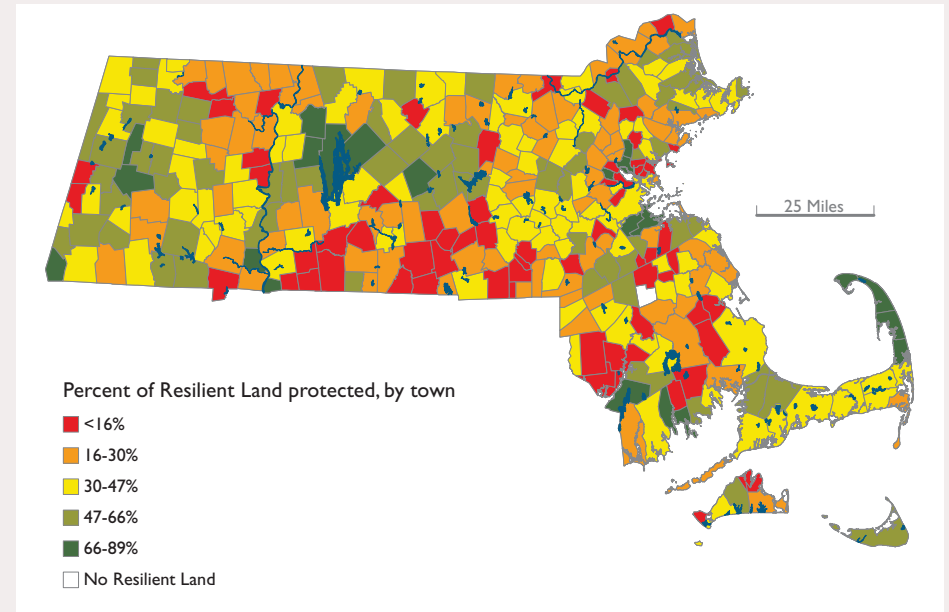 25 Miles
Percent of Resilient Land protected, by town
<16%
16-30%
30-47%
47-66%
66-89%
No Resilient Land